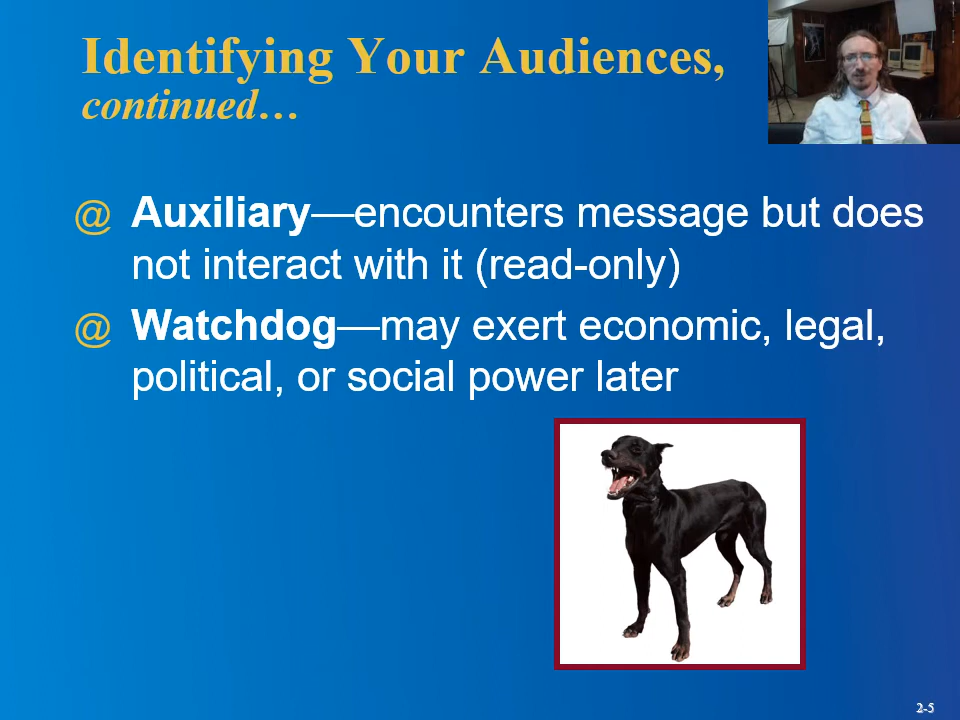 Identifying Your Audiences,
continued…
@ Auxiliary—encounters message but does
not interact with it (read-only)
@ Watchdog—may exert economic, legal,
political, or social power later
2-5